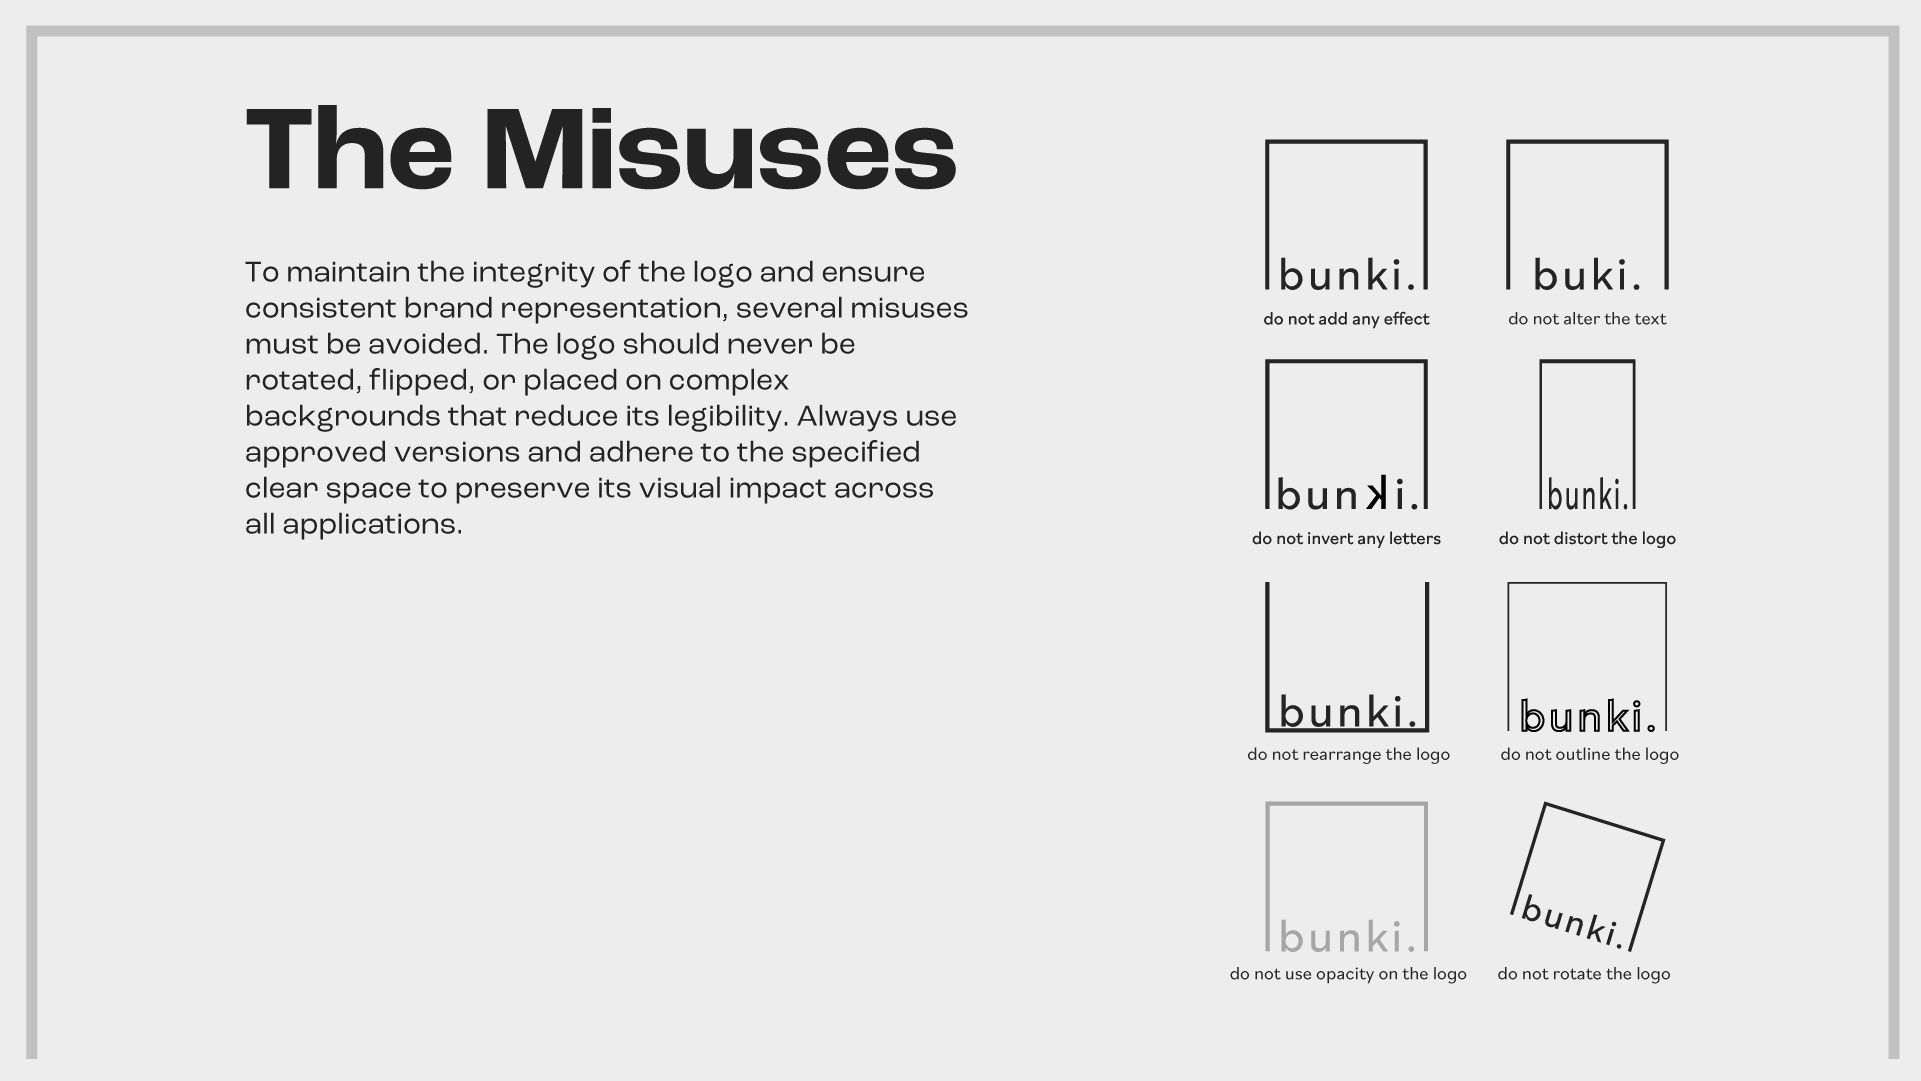 The Misuses
To maintain the integrity of the logo and ensure
consistent brand representation, several misuses
must be avoided. The logo should never be
rotated, flipped, or placed on complex
backgrounds that reduce its legibility. Always use
approved versions and adhere to the specified
clear space to preserve its visual impact across
all applications.
bunki.
do not add any effect
buki.
do not alter the text
bunki.
do not invert any letters
bunki.
do not distort the logo
bunki.
do not rearrange the logo
bunki.
do not outline the logo
bunki.
do not use opacity on the logo
bunki.
do not rotate the logo